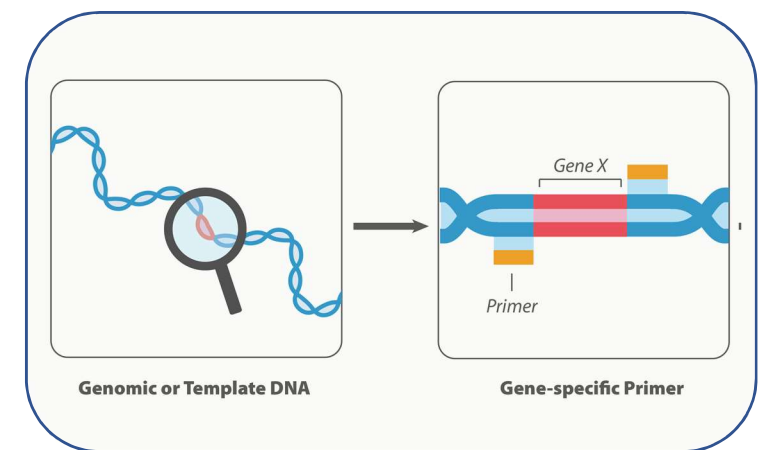 Gene X
Primer
Genomic or Template DNA
Gene-specific Primer